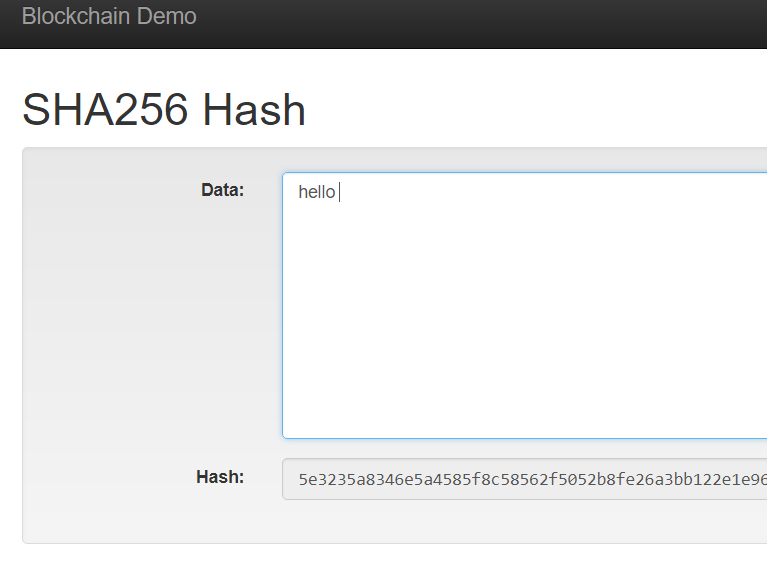 Blockchain Demo
SHA256 Hash
Data:
hello
Hash:
5e3235a8346e5a4585f8c58562f5052b8fe26a3bb122e1e96